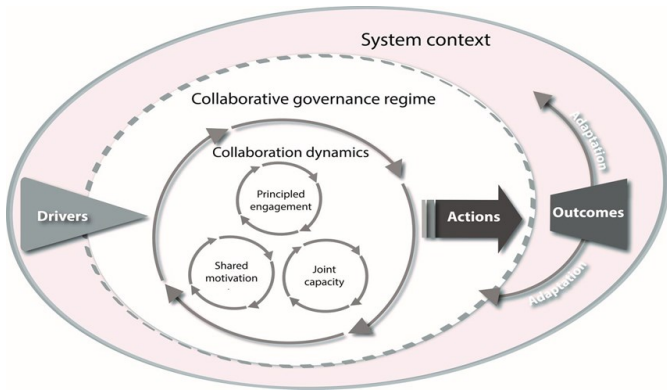 System context
Collaborative governance regime
Collaboration dynamics
Principled
engagement
Drivers
Shared
motivation
Joint
capacity
Actions
Outcomes
Adaptation
Adaptation